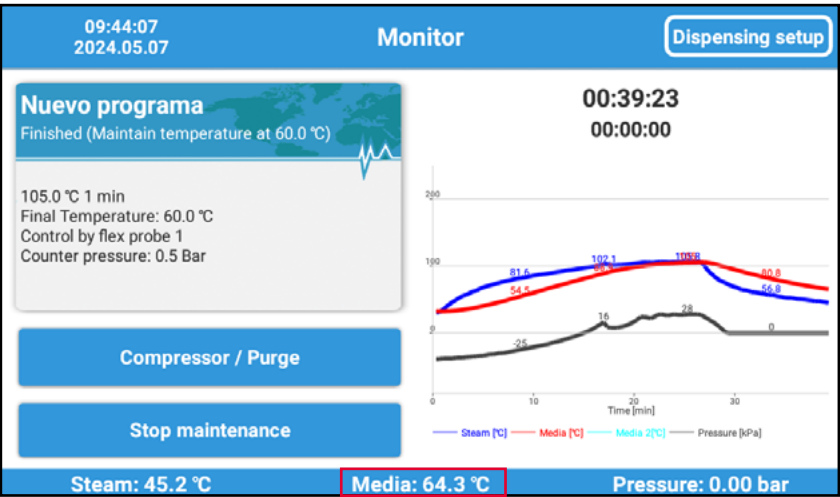 09:44:07
2024.05.07
Monitor
Dispensing setup
Nuevo programa
Finished (Maintain temperature at 60.0 ℃)
105.0 ℃ 1 min
Final Temperature: 60.0 ℃
Control by flex probe 1
Counter pressure: 0.5 Bar
Compressor / Purge
Stop maintenance
00:39:23
00:00:00
200
100
0
81.6
102.1
54.5
80.8
56.8
16
28
-25
0
0
10
20
30
Time [min]
Steam [℃]
Media [℃]
Media 2[℃]
Pressure [kPa]
Steam: 45.2 ℃
Media: 64.3 ℃
Pressure: 0.00 bar